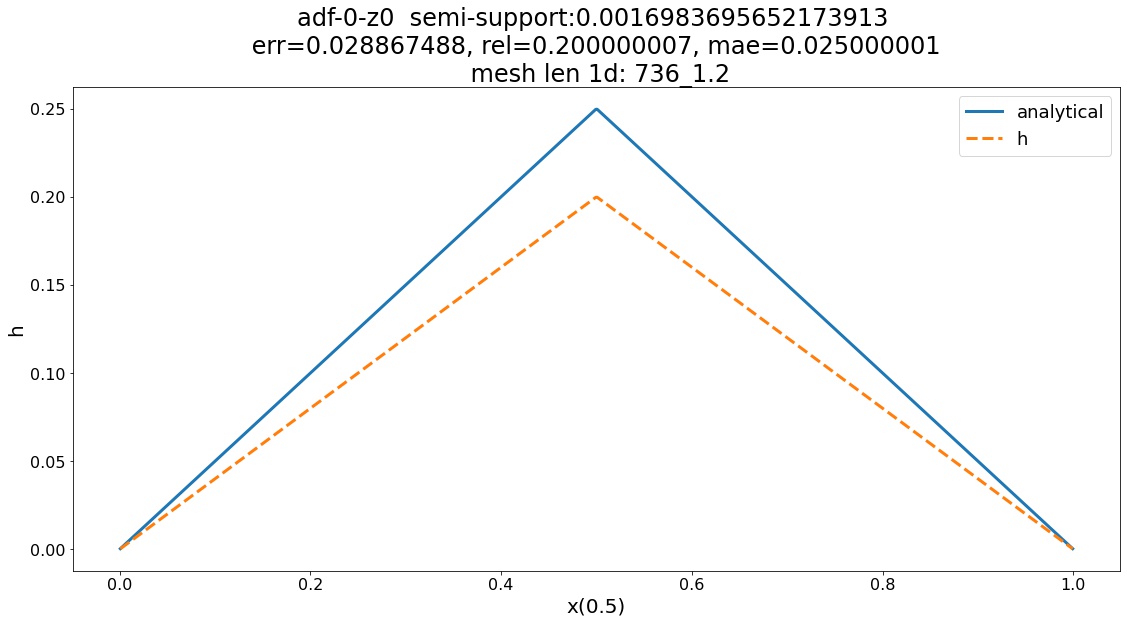 adf-0-z0  semi-support:0.0016983695652173913
err=0.028867488, rel=0.200000007, mae=0.025000001
mesh len 1d: 736_1.2
analytical
h
0.25
0.20
0.15
0.10
0.05
0.00
h
0.0 0.2 0.4 0.6 0.8 1.0
x(0.5)